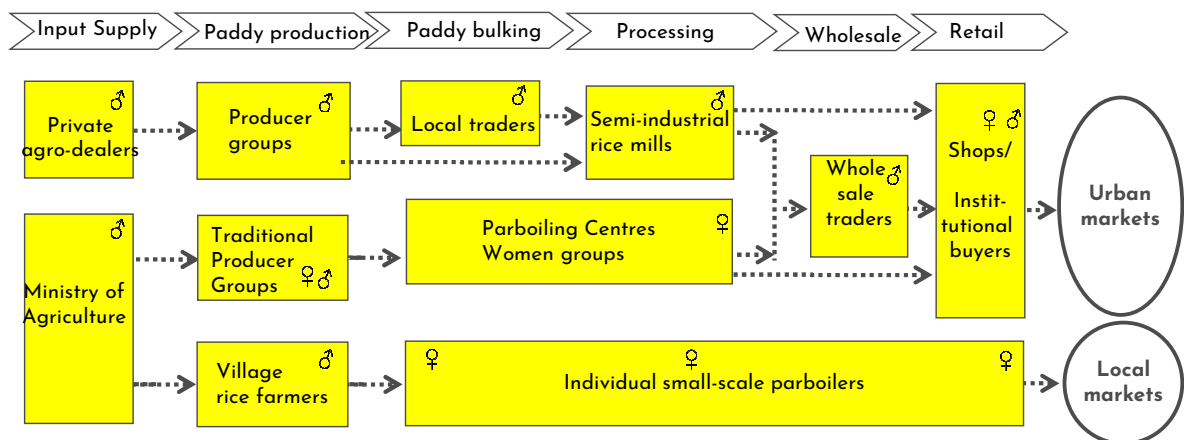 Input Supply
Paddy production
Paddy bulking
Processing
Wholesale
Retail
♂
Private
agro-dealers
♂
Producer
groups
♂
Local traders
♂
Semi-industrial
rice mills
♀ ♂
Shops/
Instit-
tutional
buyers
Whole ♂
sale
traders
Urban
markets
♂
Ministry of
Agriculture
Traditional
Producer
Groups ♀♂
Parboiling Centres ♀
Women groups
♂
Village
rice farmers
♀ ♀ ♀
Individual small-scale parboilers
Local
markets